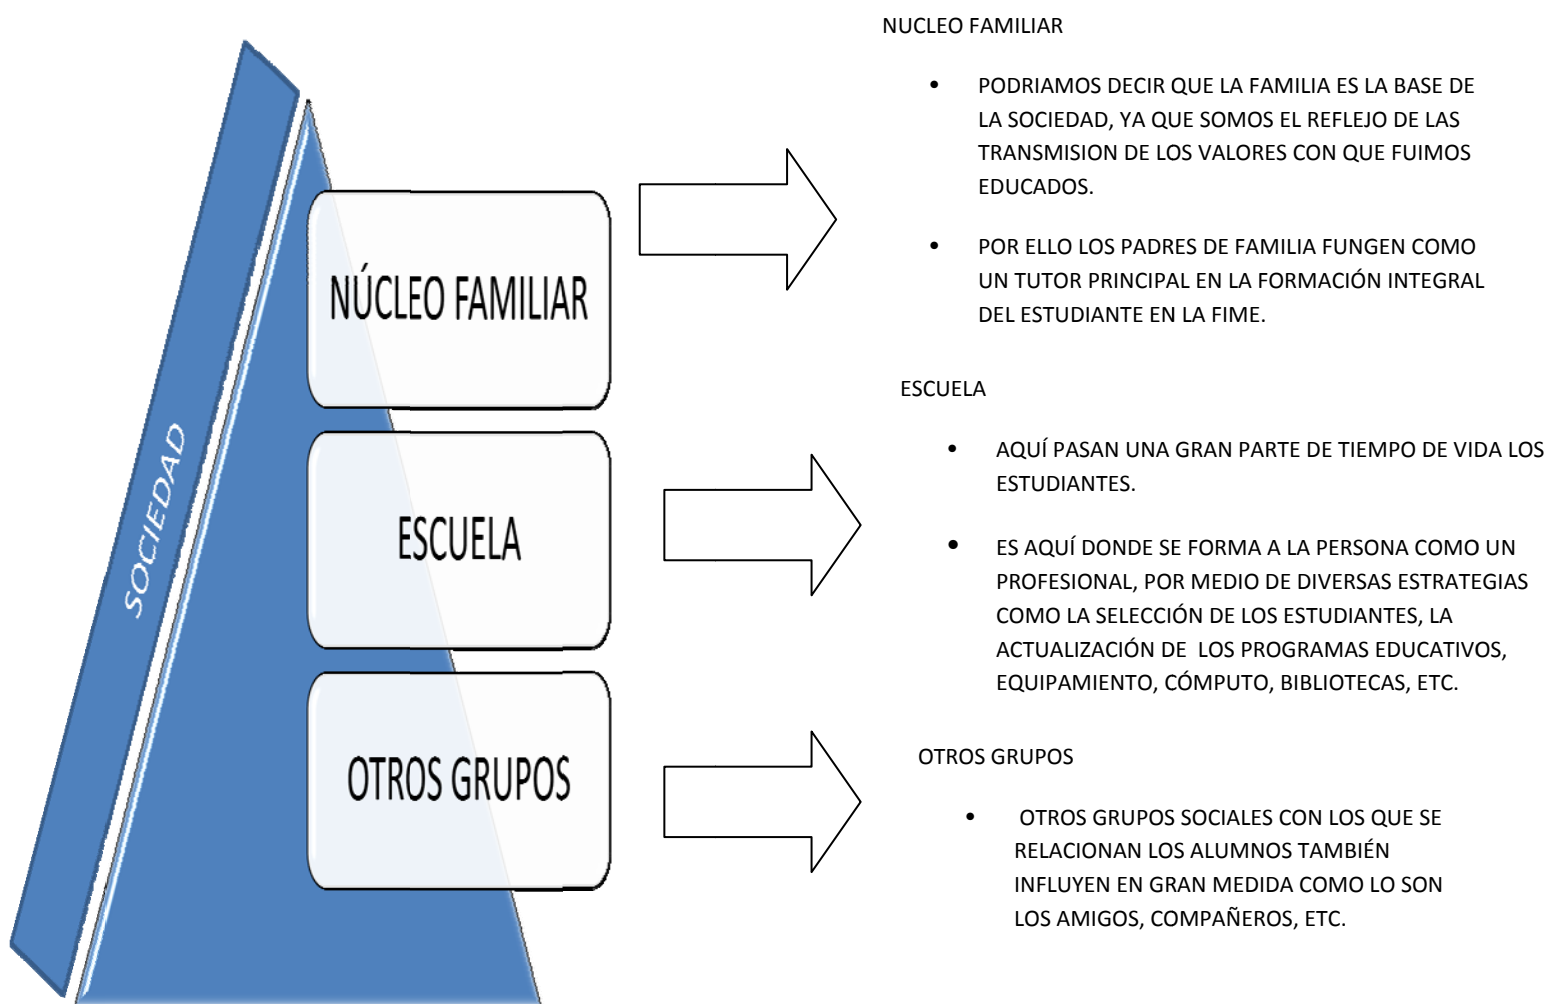 SOCIEDAD
NÚCLEO FAMILIAR
ESCUELA
OTROS GRUPOS
NUCLEO FAMILIAR
• PODRIAMOS DECIR QUE LA FAMILIA ES LA BASE DE
LA SOCIEDAD, YA QUE SOMOS EL REFLEJO DE LAS
TRANSMISION DE LOS VALORES CON QUE FUIMOS
EDUCADOS.
• POR ELLO LOS PADRES DE FAMILIA FUNGEN COMO
UN TUTOR PRINCIPAL EN LA FORMACIÓN INTEGRAL
DEL ESTUDIANTE EN LA FIME.
ESCUELA
• AQUÍ PASAN UNA GRAN PARTE DE TIEMPO DE VIDA LOS
ESTUDIANTES.
• ES AQUÍ DONDE SE FORMA A LA PERSONA COMO UN
PROFESIONAL, POR MEDIO DE DIVERSAS ESTRATEGIAS
COMO LA SELECCIÓN DE LOS ESTUDIANTES, LA
ACTUALIZACIÓN DE LOS PROGRAMAS EDUCATIVOS,
EQUIPAMIENTO, CÓMPUTO, BIBLIOTECAS, ETC.
OTROS GRUPOS
• OTROS GRUPOS SOCIALES CON LOS QUE SE
RELACIONAN LOS ALUMNOS TAMBIÉN
INFLUYEN EN GRAN MEDIDA COMO LO SON
LOS AMIGOS, COMPAÑEROS, ETC.